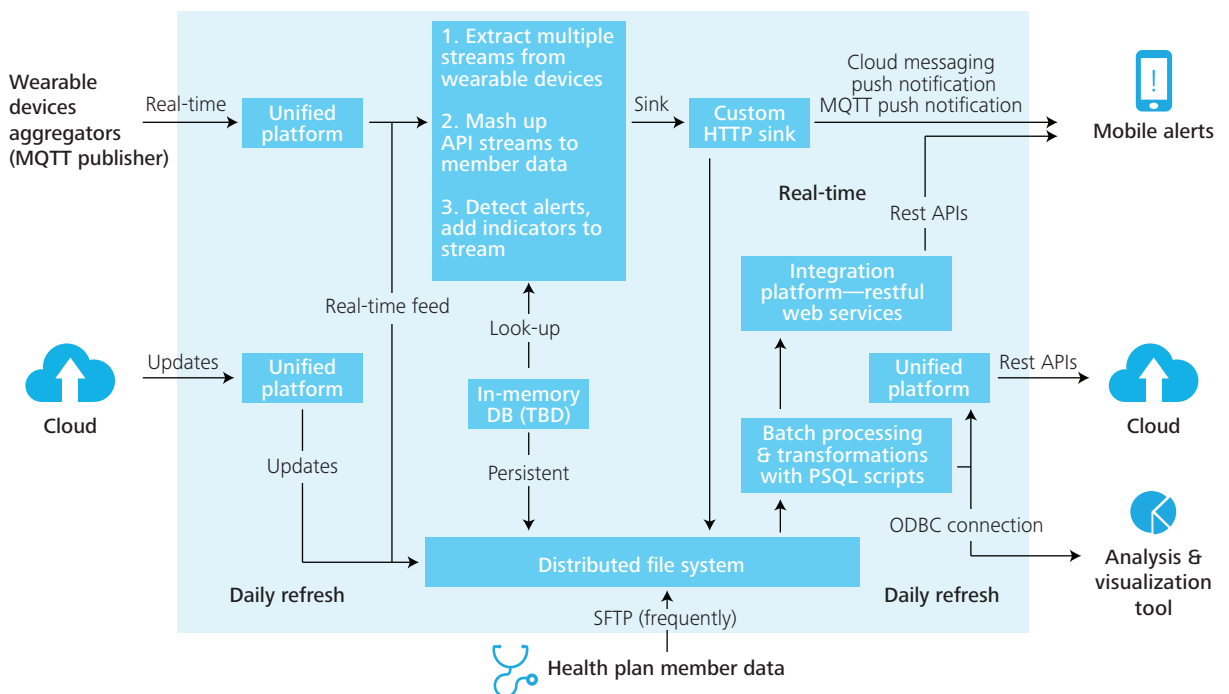 Wearable
devices
aggregators
(MQTT publisher)
Real-time
Unified
platform
1. Extract multiple
streams from
wearable devices
2. Mash up
API streams to
member data
3. Detect alerts,
add indicators to
stream
Sink
Custom
HTTP sink
Cloud messaging
push notification
MQTT push notification
!
Mobile alerts
Real-time
Rest APIs
Integration
platform—restful
web services
Real-time feed
Look-up
Cloud
Updates
Unified
platform
Updates
In-memory
DB (TBD)
Persistent
Unified
platform
Rest APIs
Cloud
Batch processing
& transformations
with PSQL scripts
ODBC connection
Analysis &
visualization
tool
Distributed file system
Daily refresh
Daily refresh
SFTP (frequently)
Health plan member data